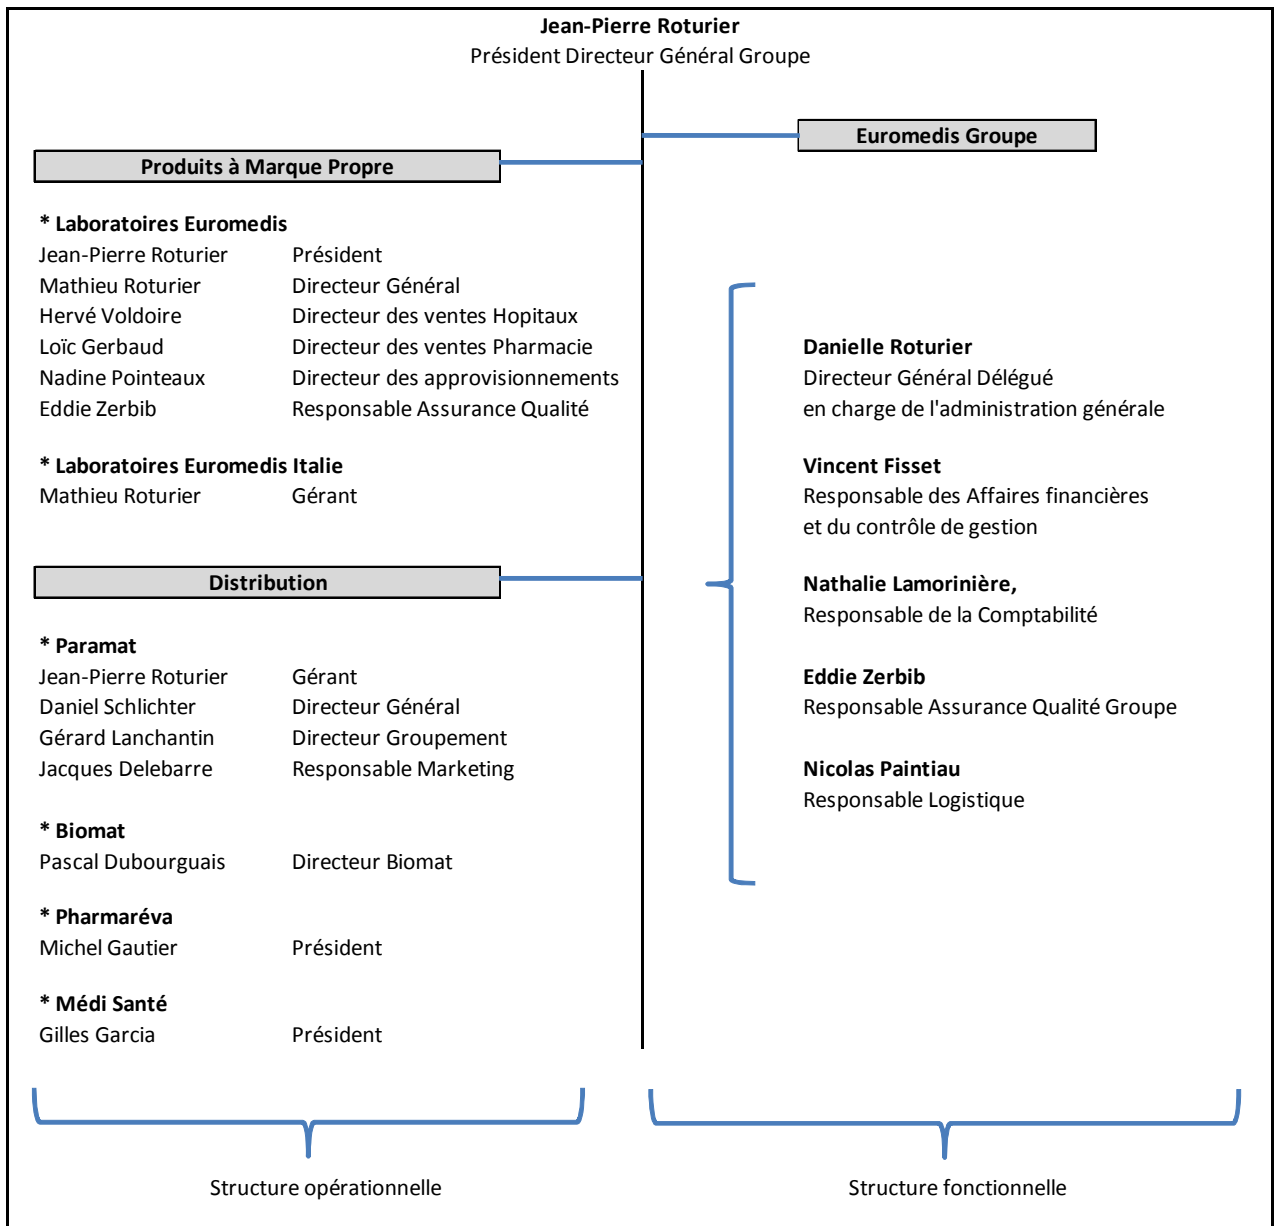 Jean-Pierre Roturier
Président Directeur Général Groupe
Euromedis Groupe
Produits à Marque Propre
* Laboratoires Euromedis
Jean-Pierre Roturier Président
Mathieu Roturier Directeur Général
Hervé Voldoire Directeur des ventes Hopitaux
Loïc Gerbaud Directeur des ventes Pharmacie
Nadine Pointeaux Directeur des approvisionnements
Eddie Zerbib Responsable Assurance Qualité
* Laboratoires Euromedis Italie
Mathieu Roturier Gérant
Distribution
* Paramat
Jean-Pierre Roturier Gérant
Daniel Schlichter Directeur Général
Gérard Lanchantin Directeur Groupement
Jacques Delebarre Responsable Marketing
* Biomat
Pascal Dubourguais Directeur Biomat
* Pharmaréva
Michel Gautier Président
* Médi Santé
Gilles Garcia Président
Danielle Roturier
Directeur Général Délégué
en charge de l'administration générale
Vincent Fisset
Responsable des Affaires financières
et du contrôle de gestion
Nathalie Lamorinière,
Responsable de la Comptabilité
Eddie Zerbib
Responsable Assurance Qualité Groupe
Nicolas Paintiau
Responsable Logistique
Structure opérationnelle
Structure fonctionnelle